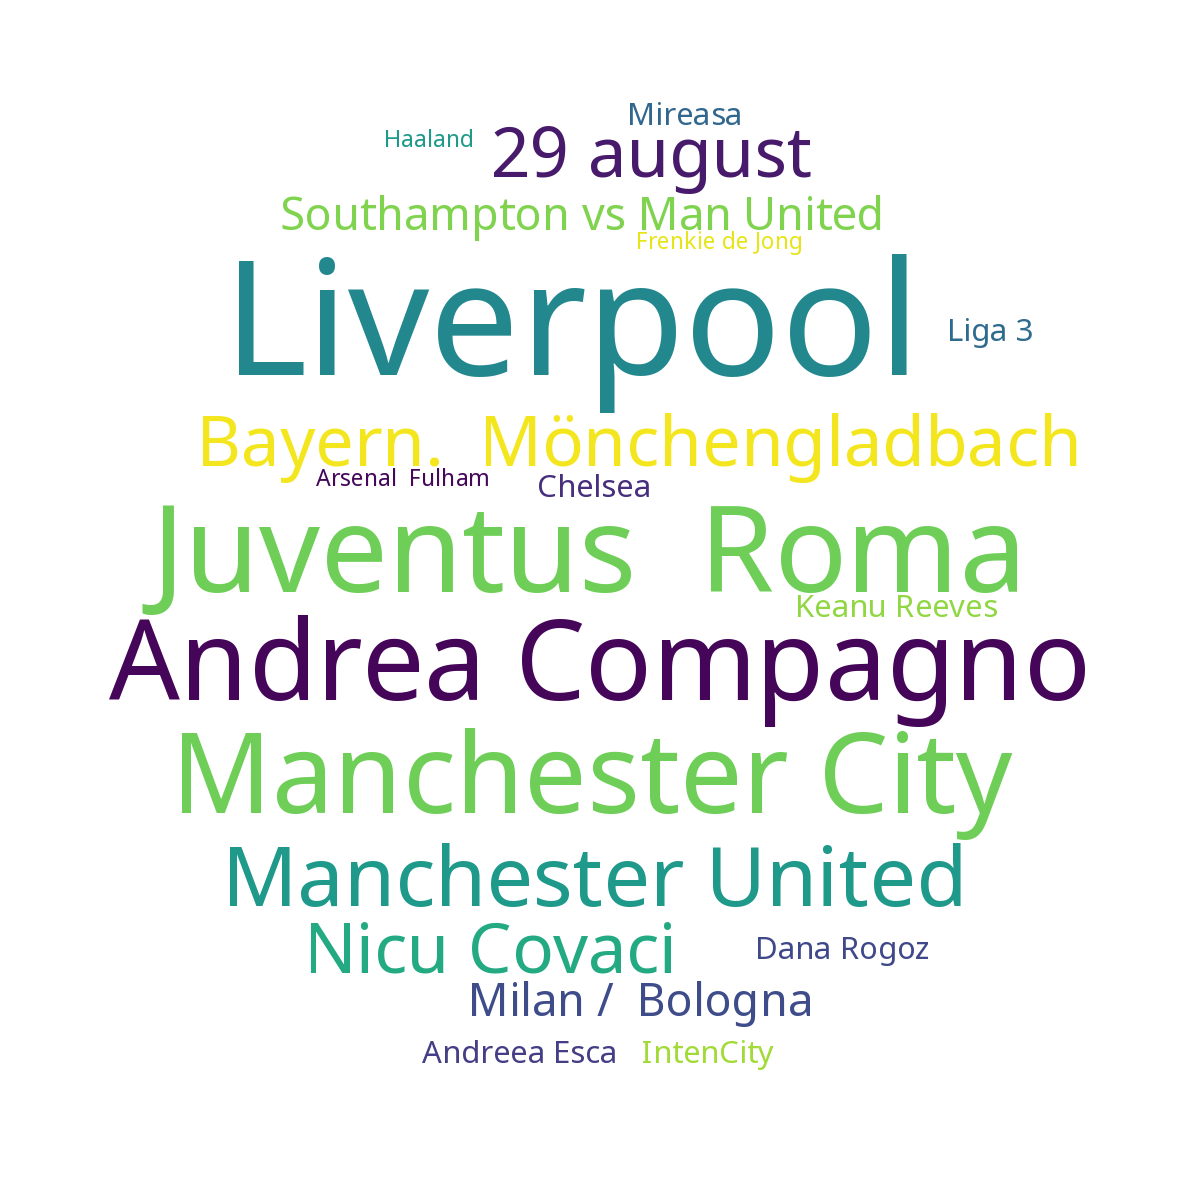 Mireasa
Haaland
29 august
Southampton vs Man United
Frenkie de Jong
Liverpool
Liga 3
Bayern.  Mönchengladbach
Arsenal  Fulham
Chelsea
Juventus  Roma
Keanu Reeves
Andrea Compagno
Manchester City
Manchester United
Nicu Covaci
Dana Rogoz
Milan /  Bologna
Andreea Esca
IntenCity